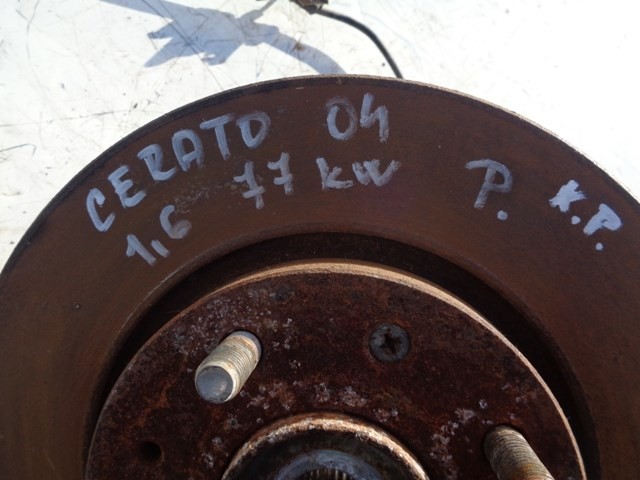 CERATO 04
1,6 77 kw P. K.P.